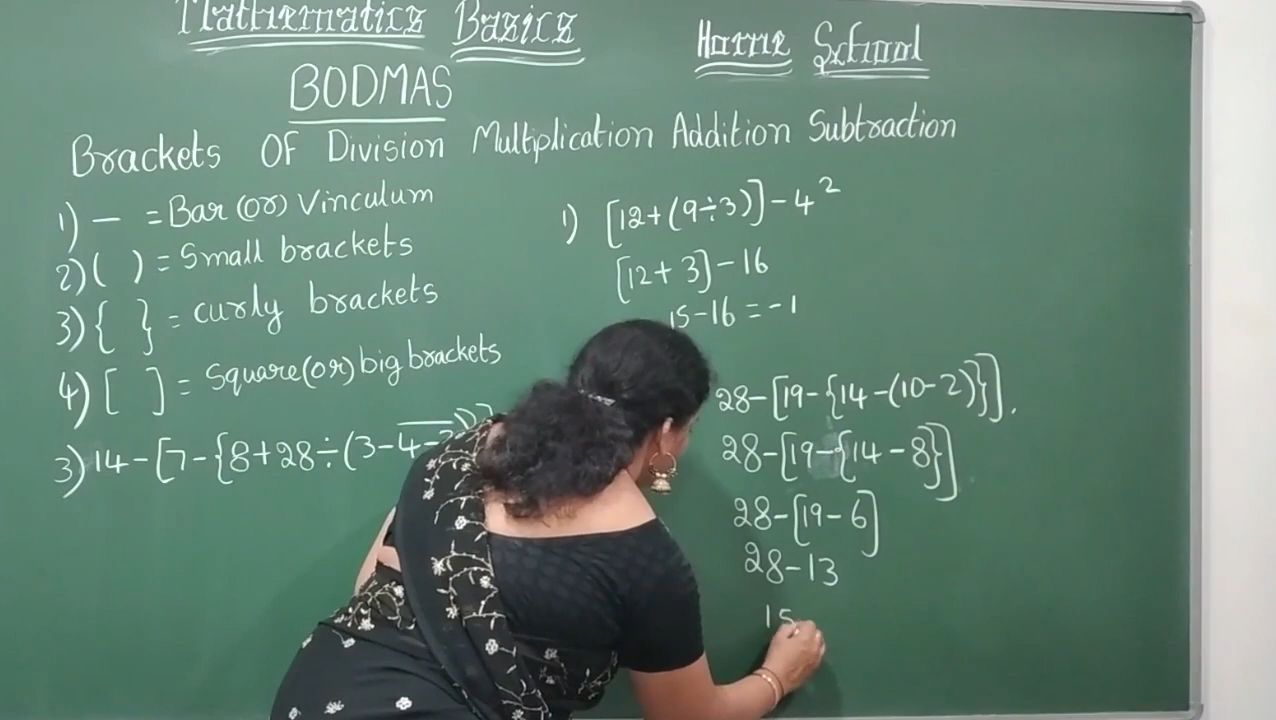 Mathematics Basics
Home School
BODMAS
Brackets Of Division Multiplication Addition Subtraction
1) — = Bar (or) Vinculum
2) ( ) = Small brackets
3) { } = curly brackets
4) [ ] = Square (or) big brackets
3) 14 - [7 - {8 + 28 ÷ (3 - 4 -
1) [12 + (9 ÷ 3)] - 4²
[12 + 3] - 16
15 - 16 = -1
28 - [19 - {14 - (10 - 2)}].
28 - [19 - {14 - 8}]
28 - [19 - 6]
28 - 13
15